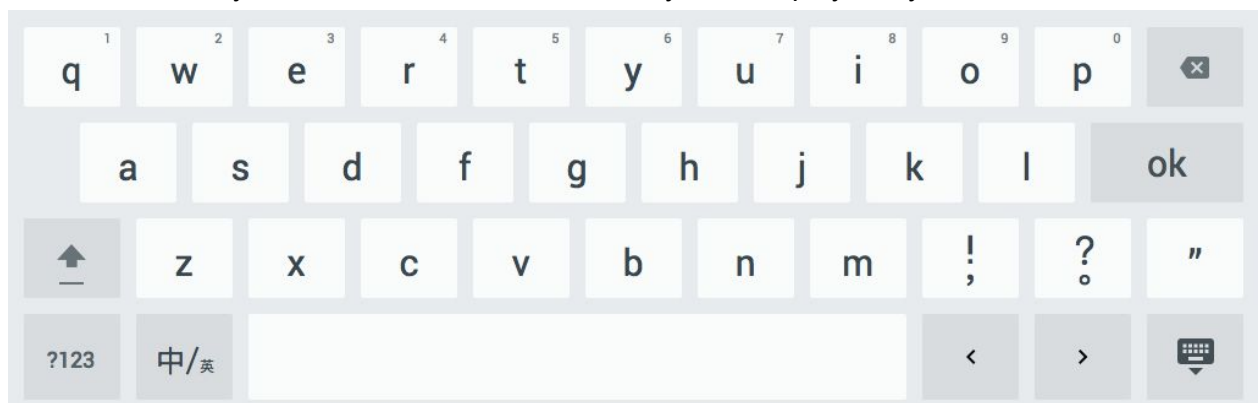 1 2 3 4 5 6 7 8 9 0
q w e r t y u i o p
a s d f g h j k l ok
z x c v b n m ! , ? 。 "
?123 中/英 < >